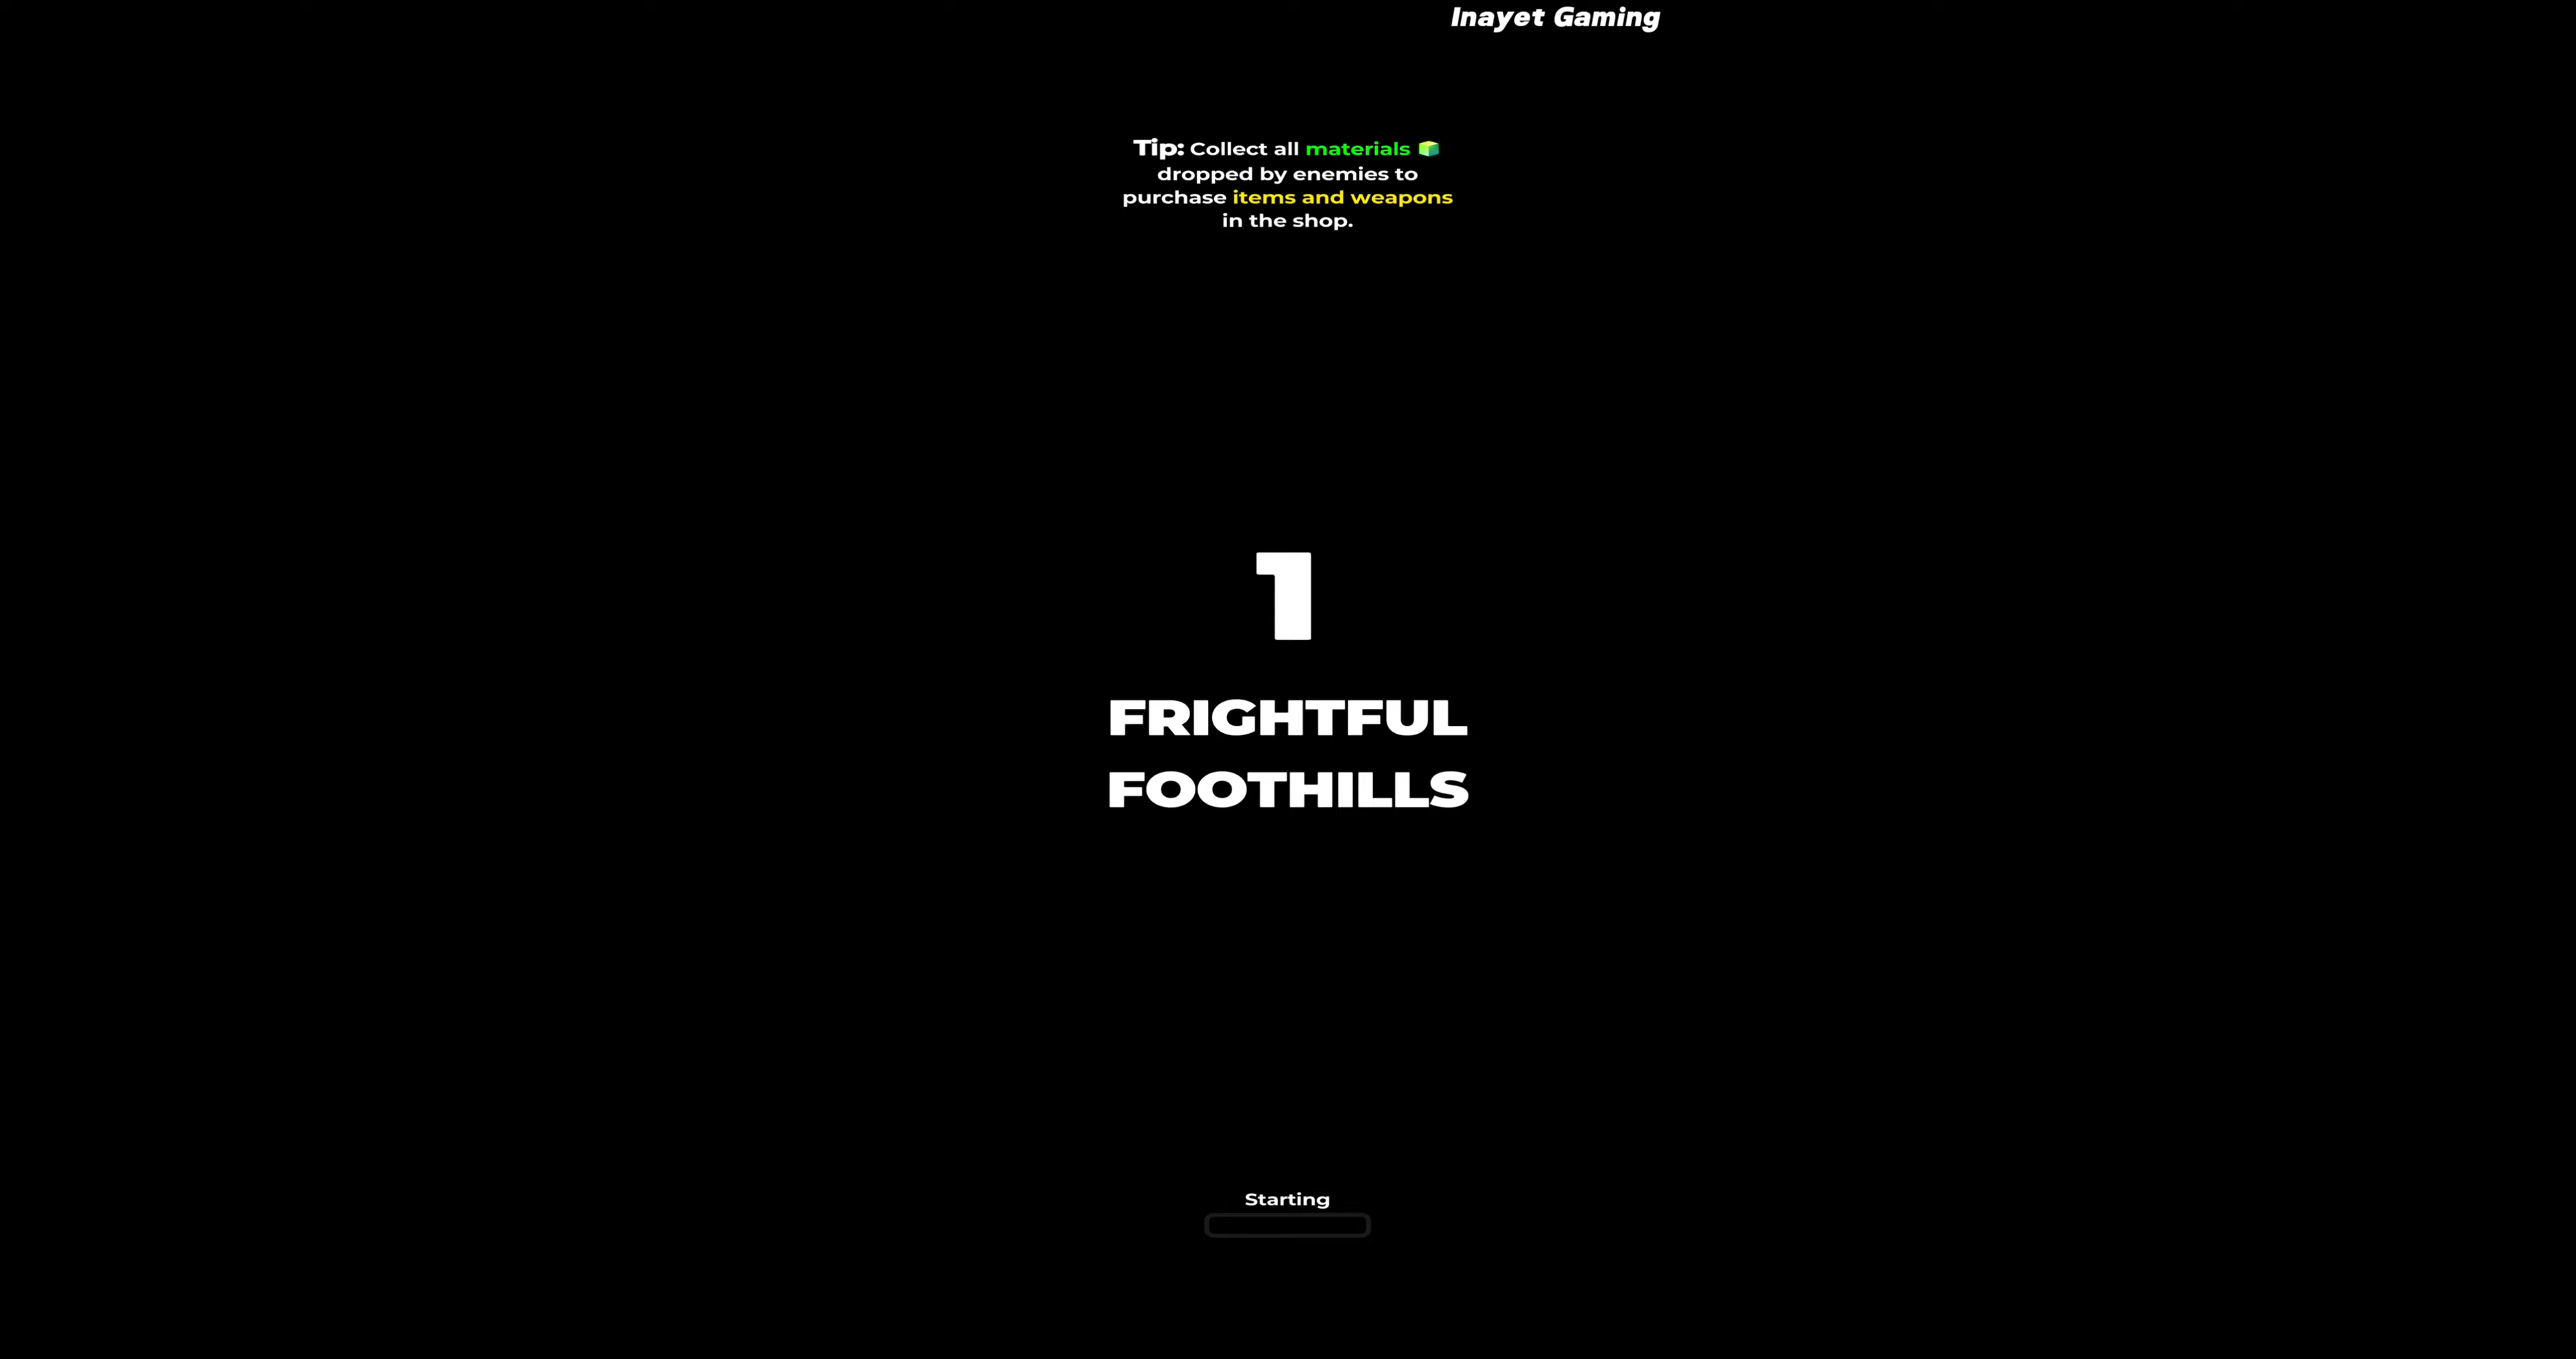 Inayet Gaming
Tip: Collect all materials
dropped by enemies to
purchase items and weapons
in the shop.
1
FRIGHTFUL
FOOTHILLS
Starting